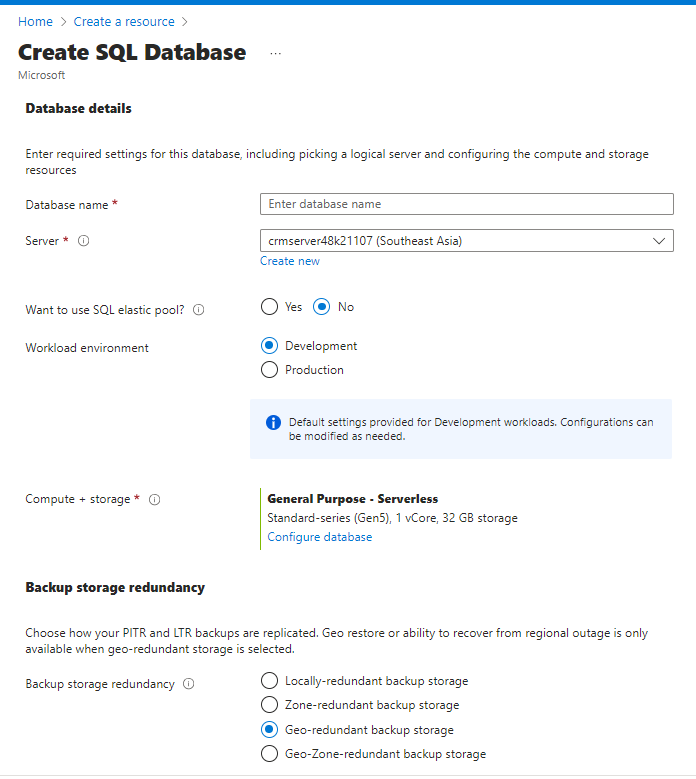 Home > Create a resource >
Create SQL Database ...
Microsoft
Database details
Enter required settings for this database, including picking a logical server and configuring the compute and storage
resources
Database name *
Enter database name
Server *
crmserver48k21107 (Southeast Asia)
Create new
Want to use SQL elastic pool?
Yes No
Workload environment
Development
Production
Default settings provided for Development workloads. Configurations can
be modified as needed.
Compute + storage *
General Purpose - Serverless
Standard-series (Gen5), 1 vCore, 32 GB storage
Configure database
Backup storage redundancy
Choose how your PITR and LTR backups are replicated. Geo restore or ability to recover from regional outage is only
available when geo-redundant storage is selected.
Backup storage redundancy
Locally-redundant backup storage
Zone-redundant backup storage
Geo-redundant backup storage
Geo-Zone-redundant backup storage